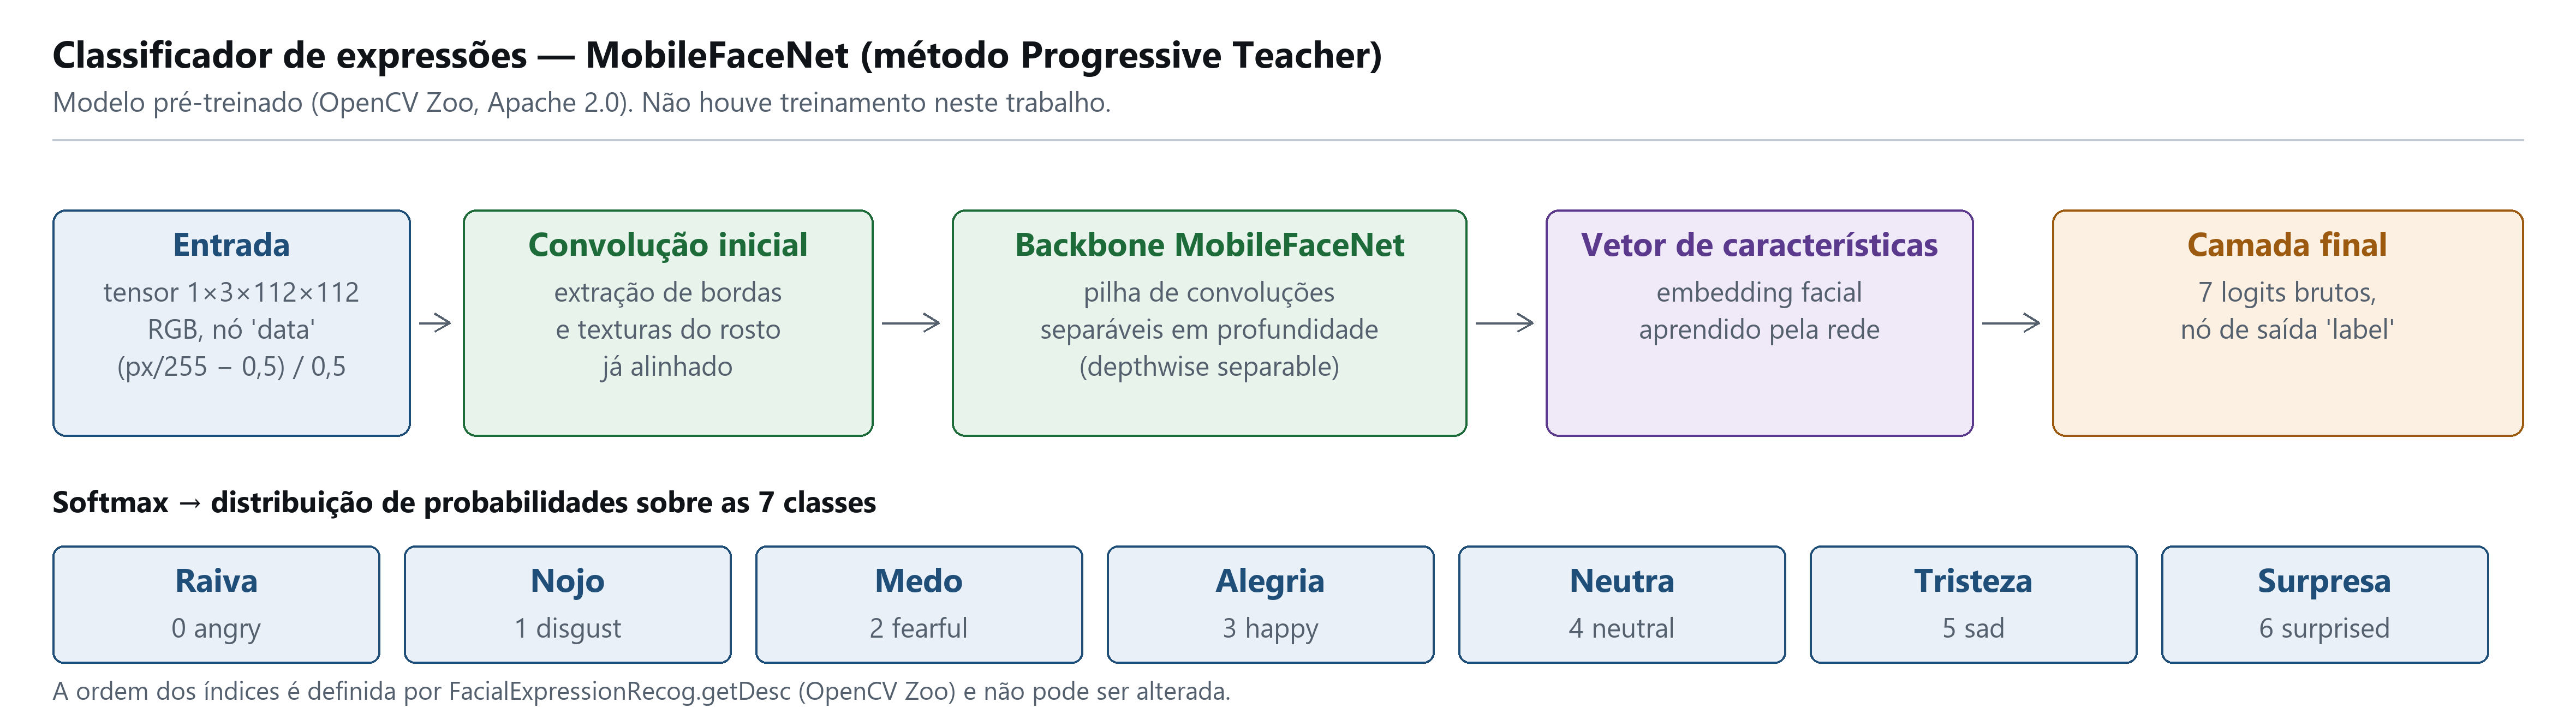 Classificador de expressões — MobileFaceNet (método Progressive Teacher)
Modelo pré-treinado (OpenCV Zoo, Apache 2.0). Não houve treinamento neste trabalho.
Entrada
tensor 1×3×112×112
RGB, nó 'data'
(px/255 − 0,5) / 0,5
Convolução inicial
extração de bordas
e texturas do rosto
já alinhado
Backbone MobileFaceNet
pilha de convoluções
separáveis em profundidade
(depthwise separable)
Vetor de características
embedding facial
aprendido pela rede
Camada final
7 logits brutos,
nó de saída 'label'
Softmax → distribuição de probabilidades sobre as 7 classes
Raiva
0 angry
Nojo
1 disgust
Medo
2 fearful
Alegria
3 happy
Neutra
4 neutral
Tristeza
5 sad
Surpresa
6 surprised
A ordem dos índices é definida por FacialExpressionRecog.getDesc (OpenCV Zoo) e não pode ser alterada.